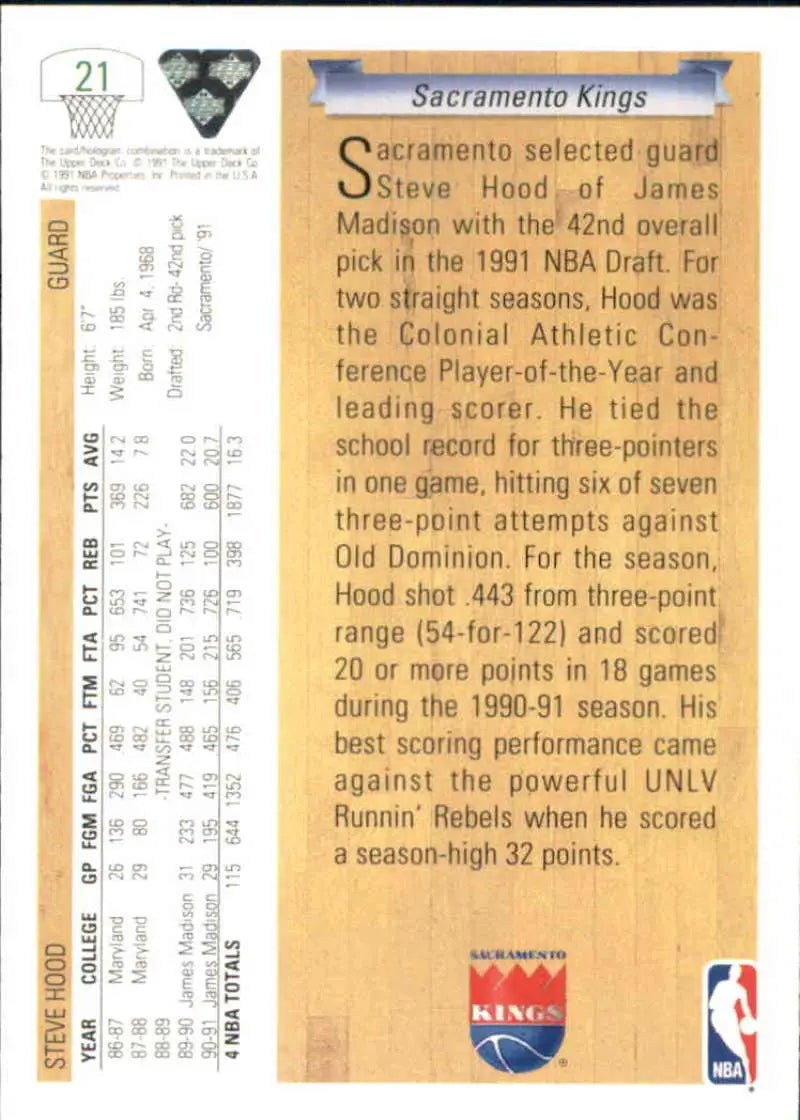 21
The card/hologram combination is a trademark of
The Upper Deck Co. © 1991 The Upper Deck Co.
© 1991 NBA Properties, Inc. Printed in the U.S.A.
All rights reserved.
STEVE HOOD GUARD
Height: 6'7"
Weight: 185 lbs.
Born: Apr. 4, 1968
Drafted: 2nd Rd- 42nd pick
Sacramento/ '91
YEAR COLLEGE GP FGM FGA PCT FTM FTA PCT REB PTS AVG
86-87 Maryland 26 136 290 .469 62 95 .653 101 369 14.2
87-88 Maryland 29 80 166 .482 40 54 .741 72 226 7.8
88-89 -TRANSFER STUDENT, DID NOT PLAY-
89-90 James Madison 31 233 477 .488 148 201 .736 125 682 22.0
90-91 James Madison 29 195 419 .465 156 215 .726 100 600 20.7
4 NBA TOTALS 115 644 1352 .476 406 565 .719 398 1877 16.3
Sacramento Kings
Sacramento selected guard
Steve Hood of James
Madison with the 42nd overall
pick in the 1991 NBA Draft. For
two straight seasons, Hood was
the Colonial Athletic Con-
ference Player-of-the-Year and
leading scorer. He tied the
school record for three-pointers
in one game, hitting six of seven
three-point attempts against
Old Dominion. For the season,
Hood shot .443 from three-point
range (54-for-122) and scored
20 or more points in 18 games
during the 1990-91 season. His
best scoring performance came
against the powerful UNLV
Runnin' Rebels when he scored
a season-high 32 points.
SACRAMENTO
KINGS
®
NBA